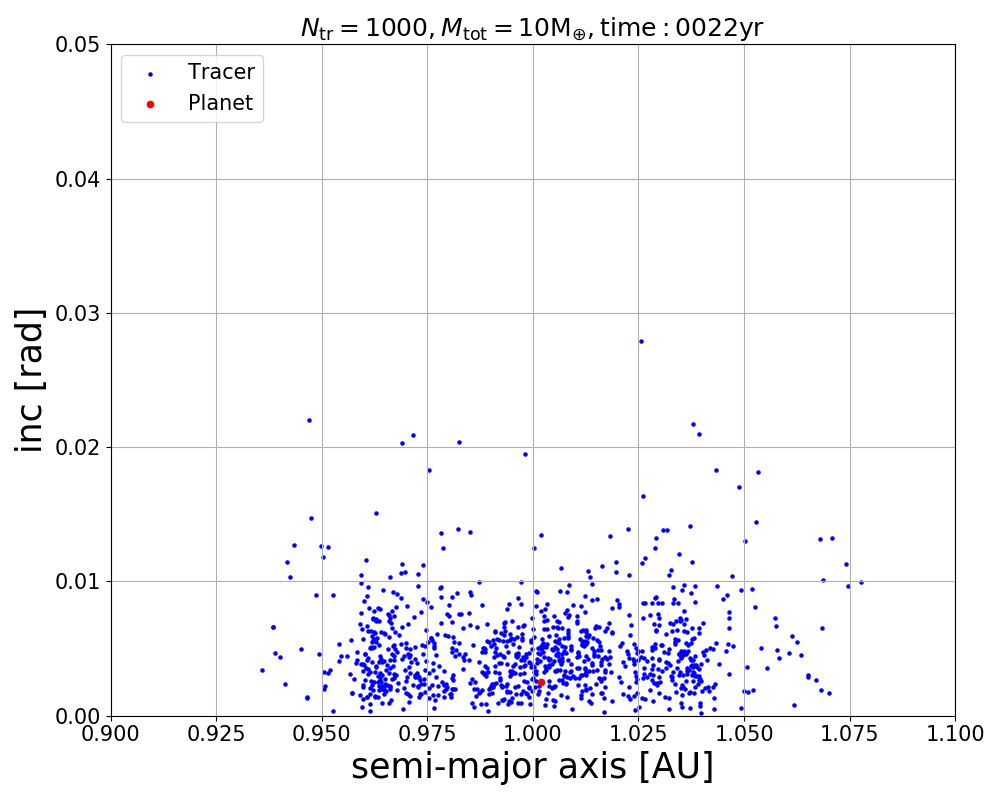 N_tr = 1000, M_tot = 10M_⊕, time : 0022yr
0.05
Tracer
Planet
0.04
0.03
0.02
0.01
0.00
inc [rad]
0.900 0.925 0.950 0.975 1.000 1.025 1.050 1.075 1.100
semi-major axis [AU]